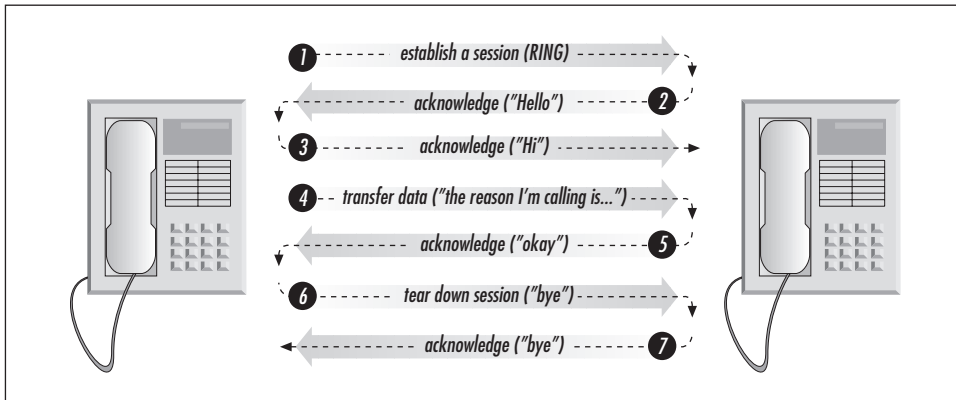 1 establish a session (RING)
acknowledge ("Hello") 2
3 acknowledge ("Hi")
4 transfer data ("the reason I'm calling is...")
acknowledge ("okay") 5
6 tear down session ("bye")
acknowledge ("bye") 7